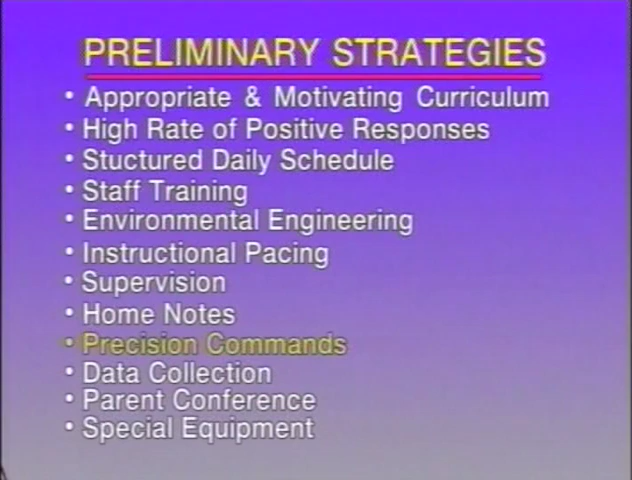 PRELIMINARY STRATEGIES
• Appropriate & Motivating Curriculum
• High Rate of Positive Responses
• Stuctured Daily Schedule
• Staff Training
• Environmental Engineering
• Instructional Pacing
• Supervision
• Home Notes
• Precision Commands
• Data Collection
• Parent Conference
• Special Equipment